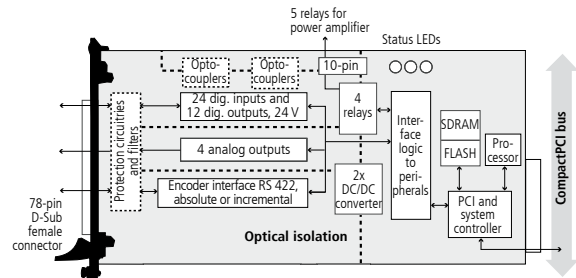 5 relays for
power amplifier
Status LEDs
Opto-
couplers
Opto-
couplers
10-pin
24 dig. inputs and
12 dig. outputs, 24 V
4
relays
Protection circuitries
and filters
4 analog outputs
Inter-
face
logic
to
peri-
pherals
SDRAM
FLASH
Pro-
cessor
Encoder interface RS 422,
absolute or incremental
2x
DC/DC
converter
PCI and
system
controller
78-pin
D-Sub
female
connector
Optical isolation
CompactPCI bus